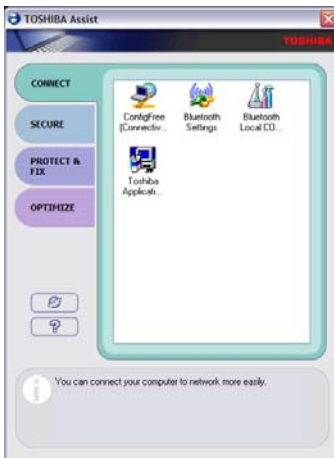 TOSHIBA Assist
TOSHIBA
CONNECT
SECURE
PROTECT &
FIX
OPTIMIZE
ConfigFree
(Connectiv...
Bluetooth
Settings
Bluetooth
Local CO...
Toshiba
Applicati...
?
i
You can connect your computer to network more easily.